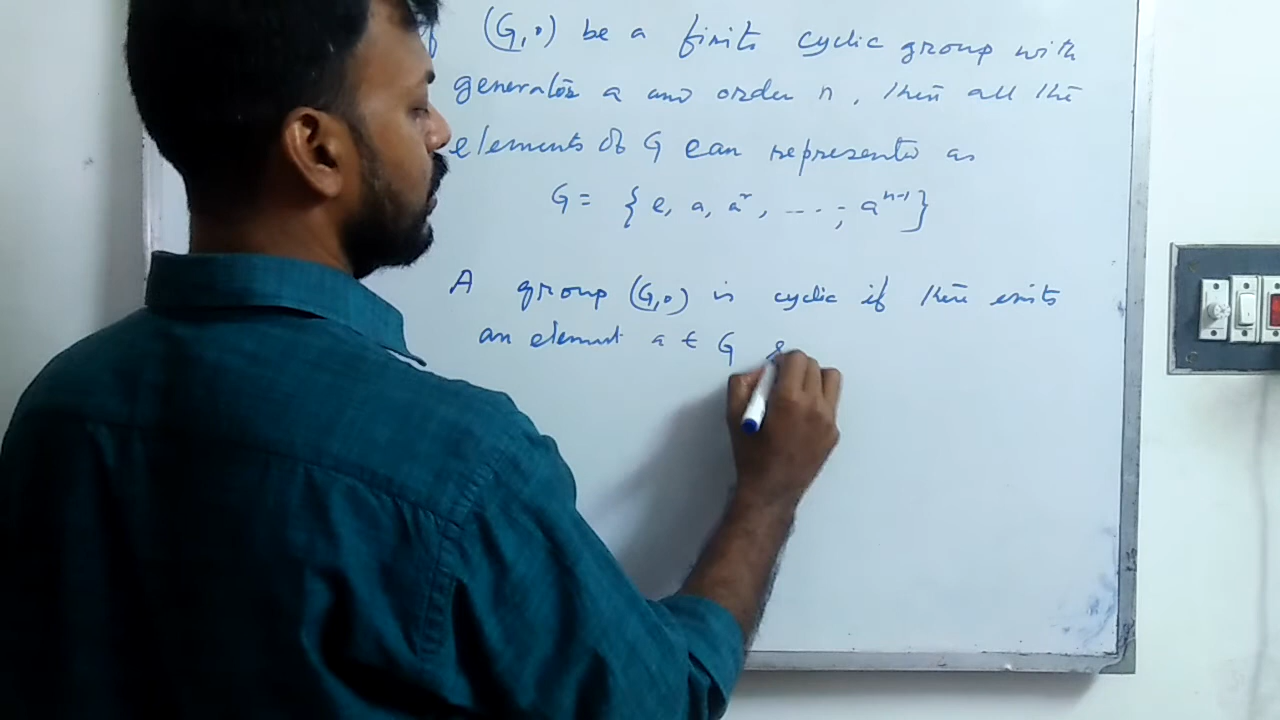 f (G,∘) be a finite cyclic group with
generator a and order n, then all the
elements of G can represented as
G = {e, a, a², ....., aⁿ⁻¹}
A group (G,∘) is cyclic if there exists
an element a ∈ G s